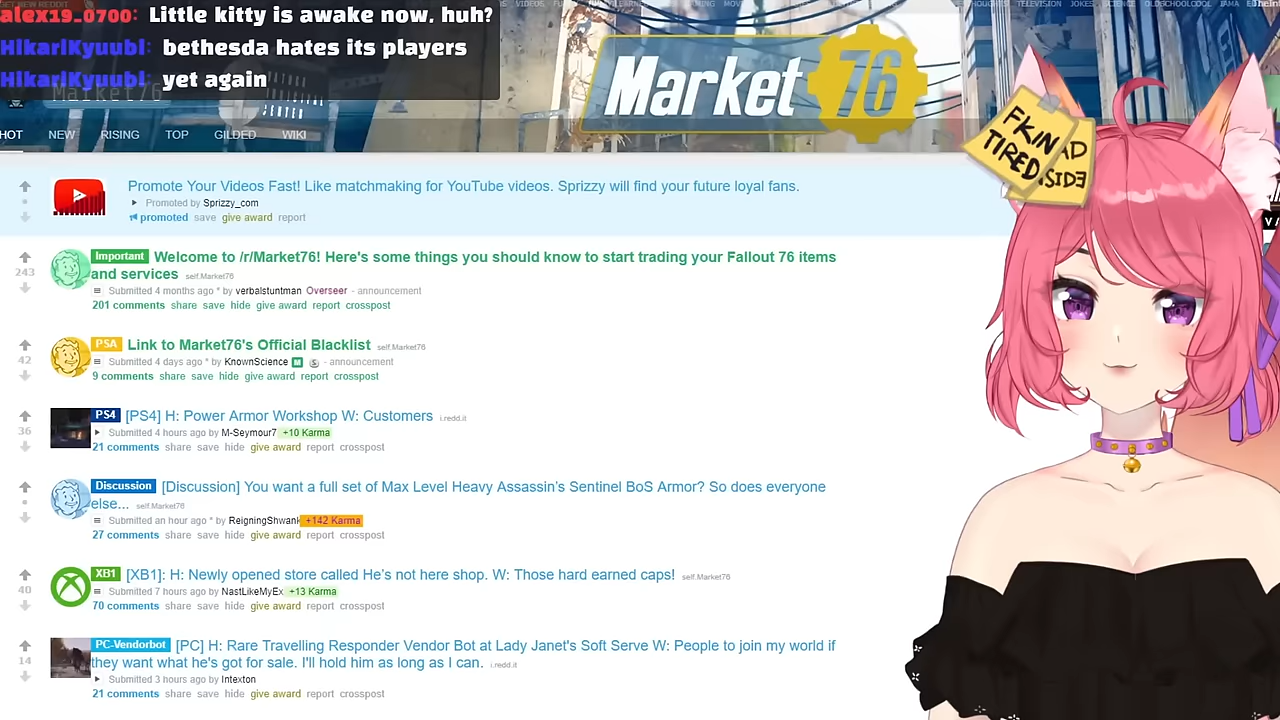 alex19_0700: Little kitty is awake now. huh?
HikariKyuubi: bethesda hates its players
HikariKyuubi: yet again
Market76
CENTER
Market 76
HOT NEW RISING TOP GILDED WIKI
FKIN
TIRED
Promote Your Videos Fast! Like matchmaking for YouTube videos. Sprizzy will find your future loyal fans.
Promoted by Sprizzy_com
promoted save give award report
Important Welcome to /r/Market76! Here's some things you should know to start trading your Fallout 76 items
and services self.Market76
243
Submitted 4 months ago * by verbalstuntman Overseer - announcement
201 comments share save hide give award report crosspost
PSA Link to Market76's Official Blacklist self.Market76
42
Submitted 4 days ago * by KnownScience M S - announcement
9 comments share save hide give award report crosspost
PS4 [PS4] H: Power Armor Workshop W: Customers i.redd.it
36
Submitted 4 hours ago by M-Seymour7 +10 Karma
21 comments share save hide give award report crosspost
Discussion [Discussion] You want a full set of Max Level Heavy Assassin's Sentinel BoS Armor? So does everyone
else... self.Market76
Submitted an hour ago * by ReigningShwank +142 Karma
27 comments share save hide give award report crosspost
XB1 [XB1]: H: Newly opened store called He's not here shop. W: Those hard earned caps! self.Market76
40
Submitted 7 hours ago by NastLikeMyEx +13 Karma
70 comments share save hide give award report crosspost
PC-Vendorbot [PC] H: Rare Travelling Responder Vendor Bot at Lady Janet's Soft Serve W: People to join my world if
they want what he's got for sale. I'll hold him as long as I can. i.redd.it
14
Submitted 3 hours ago by Intexton
21 comments share save hide give award report crosspost